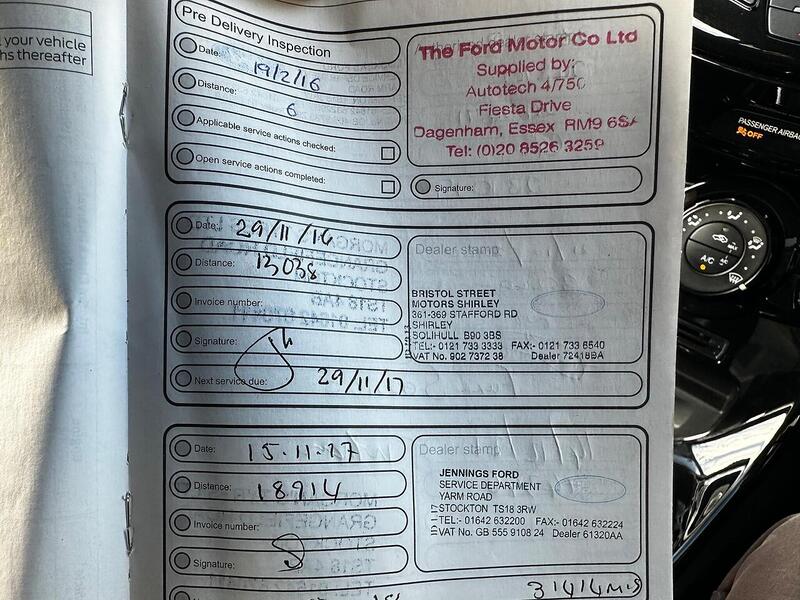 your vehicle
hs thereafter
Pre Delivery Inspection
Date: 19/2/16
Distance: 6
Applicable service actions checked:
Open service actions completed:
The Ford Motor Co Ltd
Supplied by:
Autotech 4/750
Fiesta Drive
Dagenham, Essex RM9 6SA
Tel: (0)20 8526 3259
Signature:
Date: 29/11/16
Distance: 13038
Invoice number:
Signature:
Next service due: 29/11/17
Dealer stamp
BRISTOL STREET
MOTORS SHIRLEY
361-369 STAFFORD RD
SHIRLEY
SOLIHULL B90 3BS
TEL:- 0121 733 3333 FAX:- 0121 733 6540
VAT No. 902 7372 38 Dealer 72418BA
Date: 15.11.17
Distance: 18914
Invoice number:
Signature:
Dealer stamp
JENNINGS FORD
SERVICE DEPARTMENT
YARM ROAD
STOCKTON TS18 3RW
TEL:- 01642 632200 FAX:- 01642 632224
VAT No. GB 555 9108 24 Dealer 61320AA
31414mls
PASSENGER AIRBAG
OFF
A/C